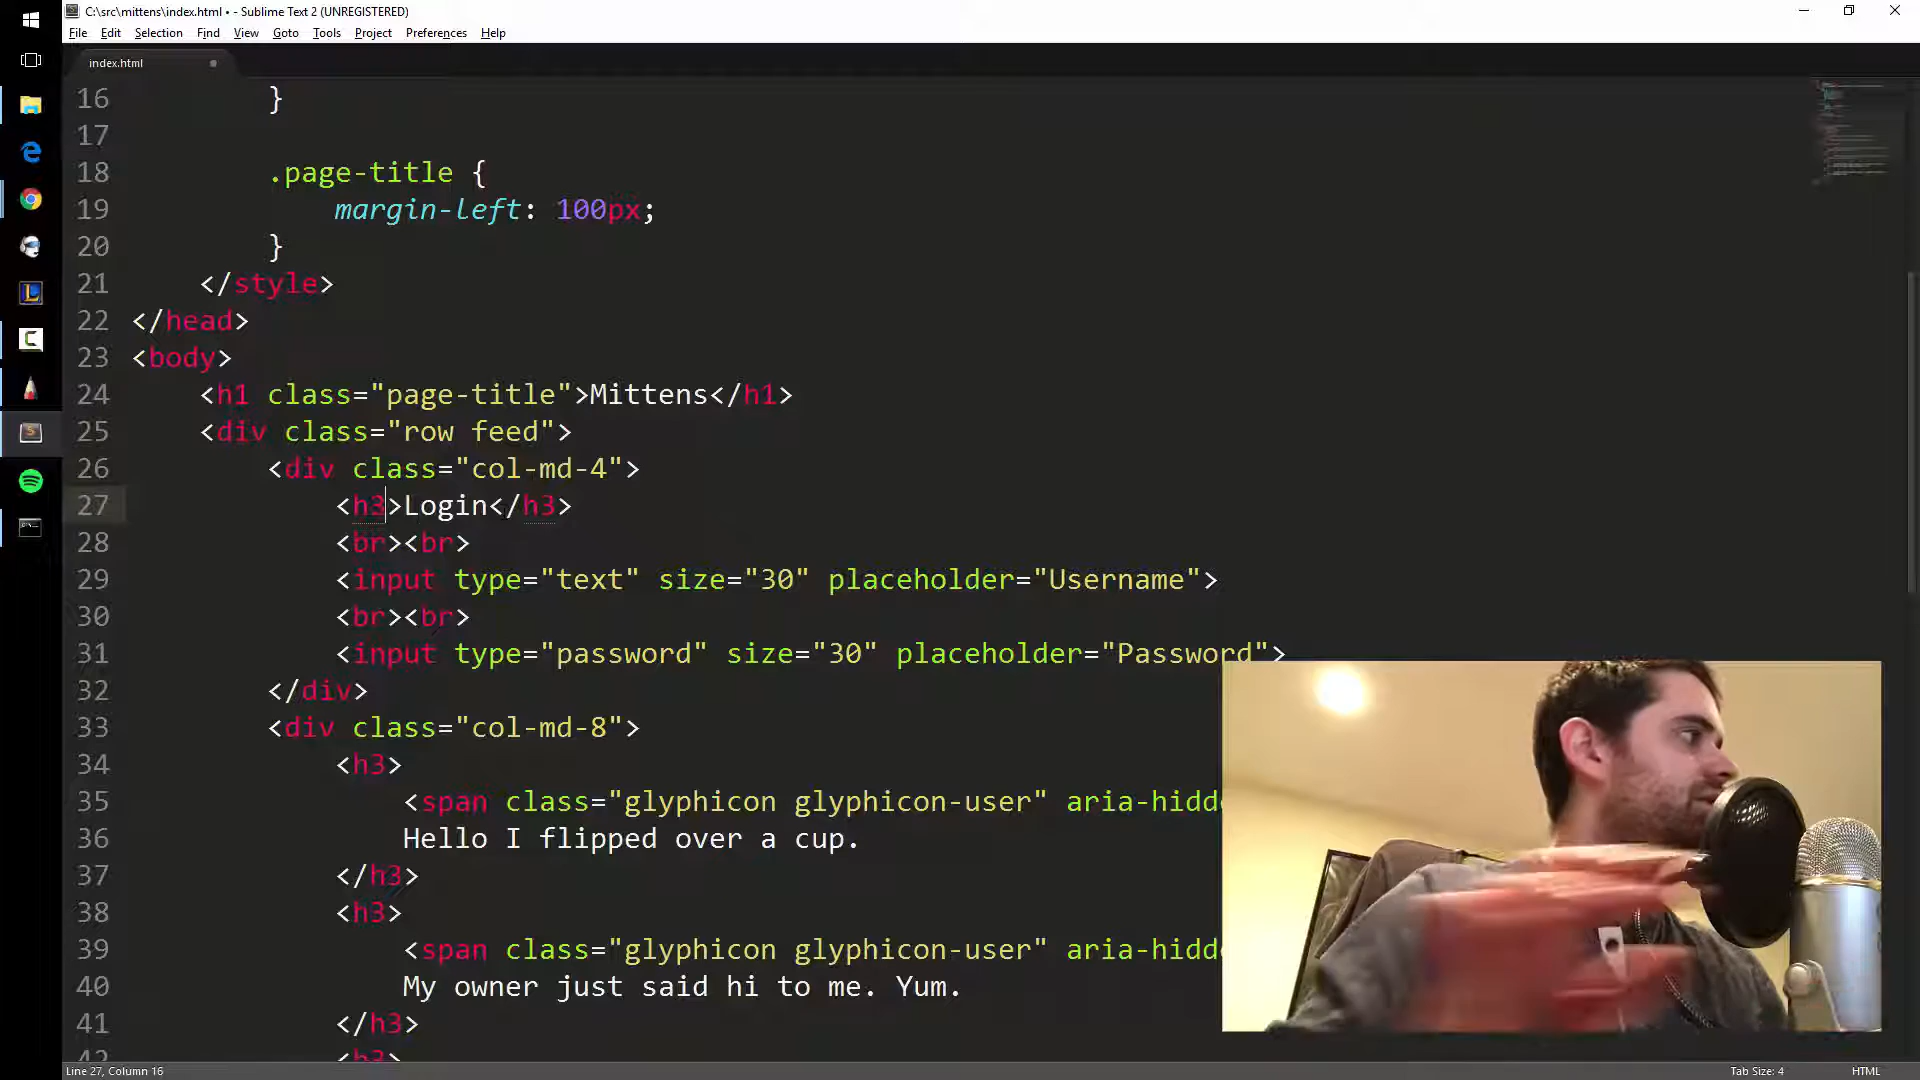 C:\src\mittens\index.html • - Sublime Text 2 (UNREGISTERED)
File Edit Selection Find View Goto Tools Project Preferences Help
index.html
16 }
17
18 .page-title {
19 margin-left: 100px;
20 }
21 </style>
22 </head>
23 <body>
24 <h1 class="page-title">Mittens</h1>
25 <div class="row feed">
26 <div class="col-md-4">
27 <h3>Login</h3>
28 <br><br>
29 <input type="text" size="30" placeholder="Username">
30 <br><br>
31 <input type="password" size="30" placeholder="Password">
32 </div>
33 <div class="col-md-8">
34 <h3>
35 <span class="glyphicon glyphicon-user" aria-hidd
36 Hello I flipped over a cup.
37 </h3>
38 <h3>
39 <span class="glyphicon glyphicon-user" aria-hidd
40 My owner just said hi to me. Yum.
41 </h3>
42 <h3>
Line 27, Column 16 Tab Size: 4 HTML